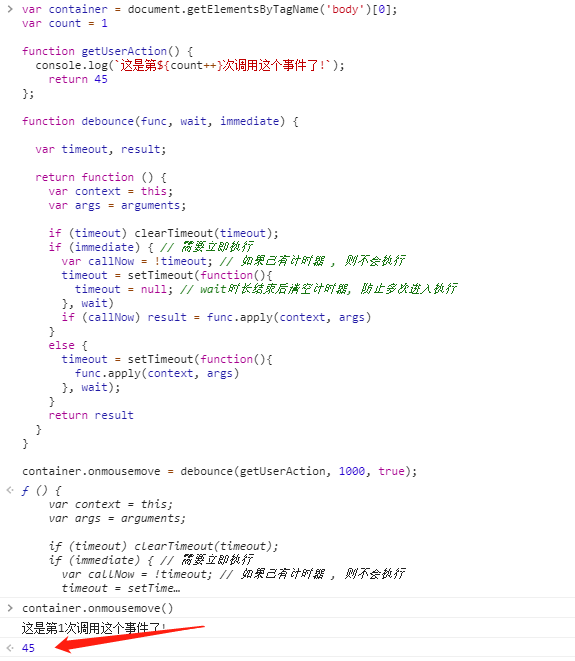 > var container = document.getElementsByTagName('body')[0];
var count = 1
function getUserAction() {
console.log(`这是第${count++}次调用这个事件了!`);
return 45
};
function debounce(func, wait, immediate) {
var timeout, result;
return function () {
var context = this;
var args = arguments;
if (timeout) clearTimeout(timeout);
if (immediate) { // 需要立即执行
var callNow = !timeout; // 如果已有计时器 , 则不会执行
timeout = setTimeout(function(){
timeout = null; // wait时长结束后清空计时器, 防止多次进入执行
}, wait)
if (callNow) result = func.apply(context, args)
}
else {
timeout = setTimeout(function(){
func.apply(context, args)
}, wait);
}
return result
}
}
container.onmousemove = debounce(getUserAction, 1000, true);
ƒ () {
var context = this;
var args = arguments;
if (timeout) clearTimeout(timeout);
if (immediate) { // 需要立即执行
var callNow = !timeout; // 如果已有计时器 , 则不会执行
timeout = setTime…
> container.onmousemove()
这是第1次调用这个事件了!
45